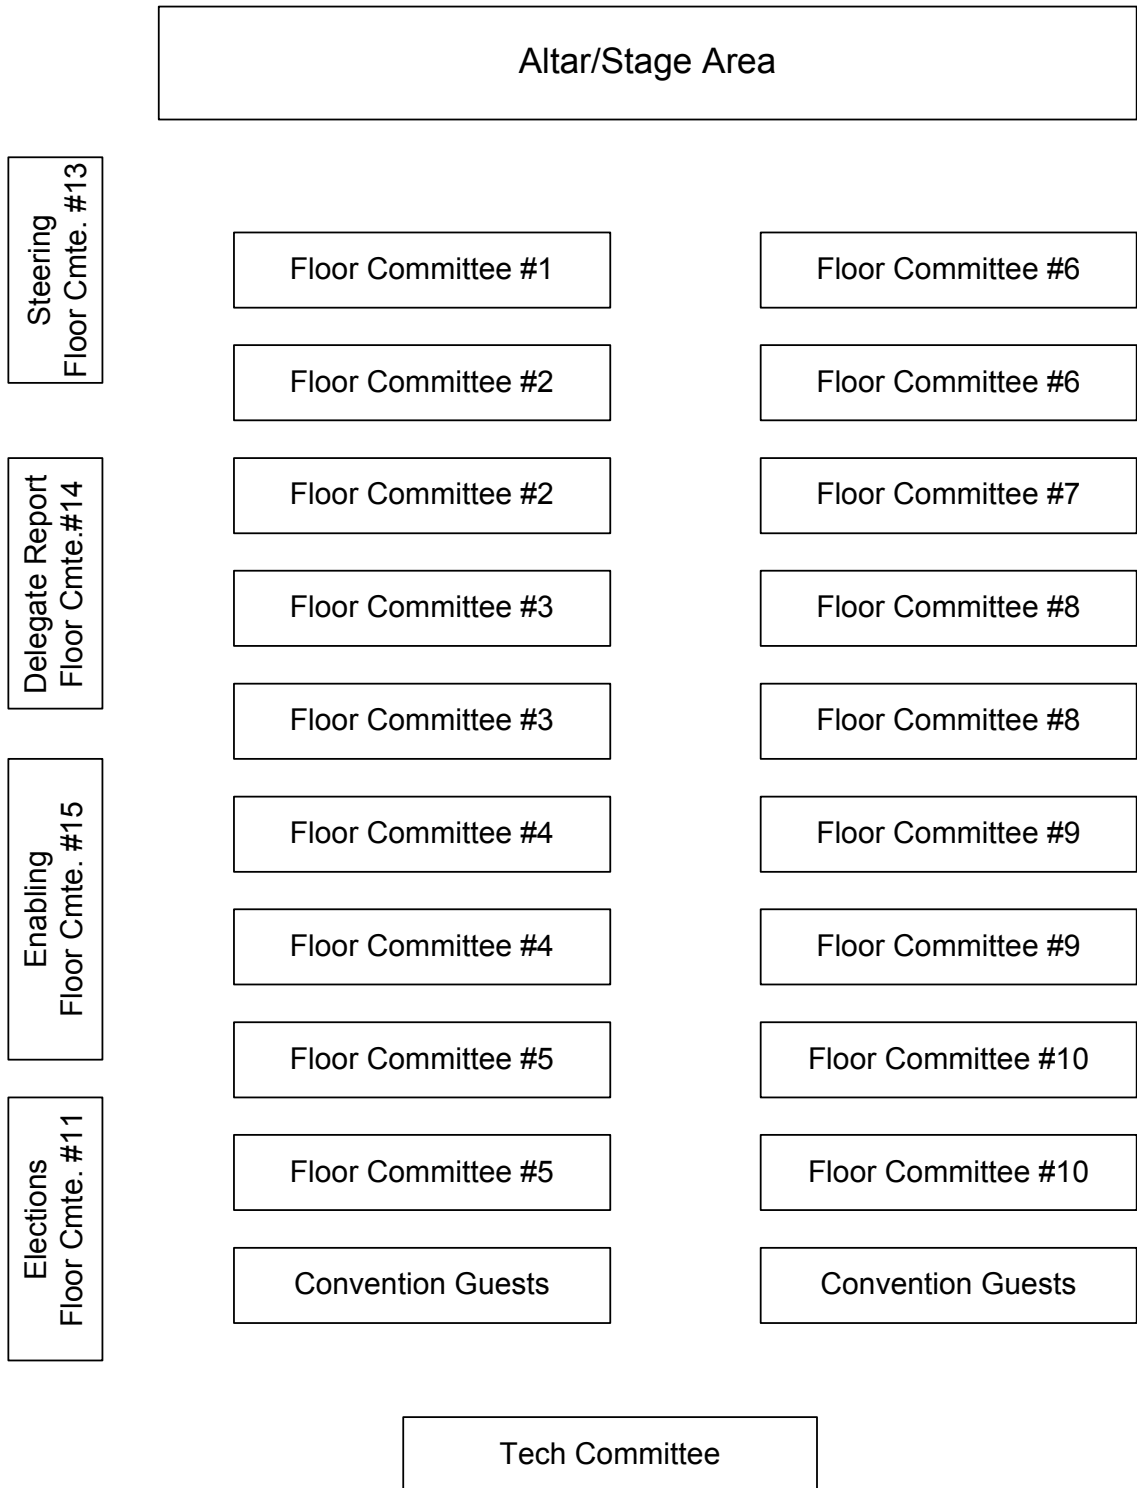 Altar/Stage Area
Steering
Floor Cmte. #13
Delegate Report
Floor Cmte.#14
Enabling
Floor Cmte. #15
Elections
Floor Cmte. #11
Floor Committee #1
Floor Committee #2
Floor Committee #2
Floor Committee #3
Floor Committee #3
Floor Committee #4
Floor Committee #4
Floor Committee #5
Floor Committee #5
Convention Guests
Floor Committee #6
Floor Committee #6
Floor Committee #7
Floor Committee #8
Floor Committee #8
Floor Committee #9
Floor Committee #9
Floor Committee #10
Floor Committee #10
Convention Guests
Tech Committee